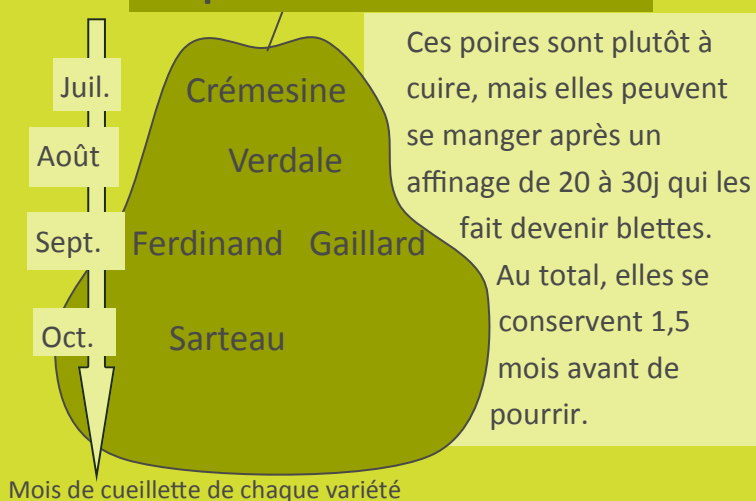 Juil.
Crémesine
Août
Verdale
Sept.
Ferdinand Gaillard
Oct.
Sarteau
Ces poires sont plutôt à
cuire, mais elles peuvent
se manger après un
affinage de 20 à 30j qui les
fait devenir blettes.
Au total, elles se
conservent 1,5
mois avant de
pourrir.
Mois de cueillette de chaque variété